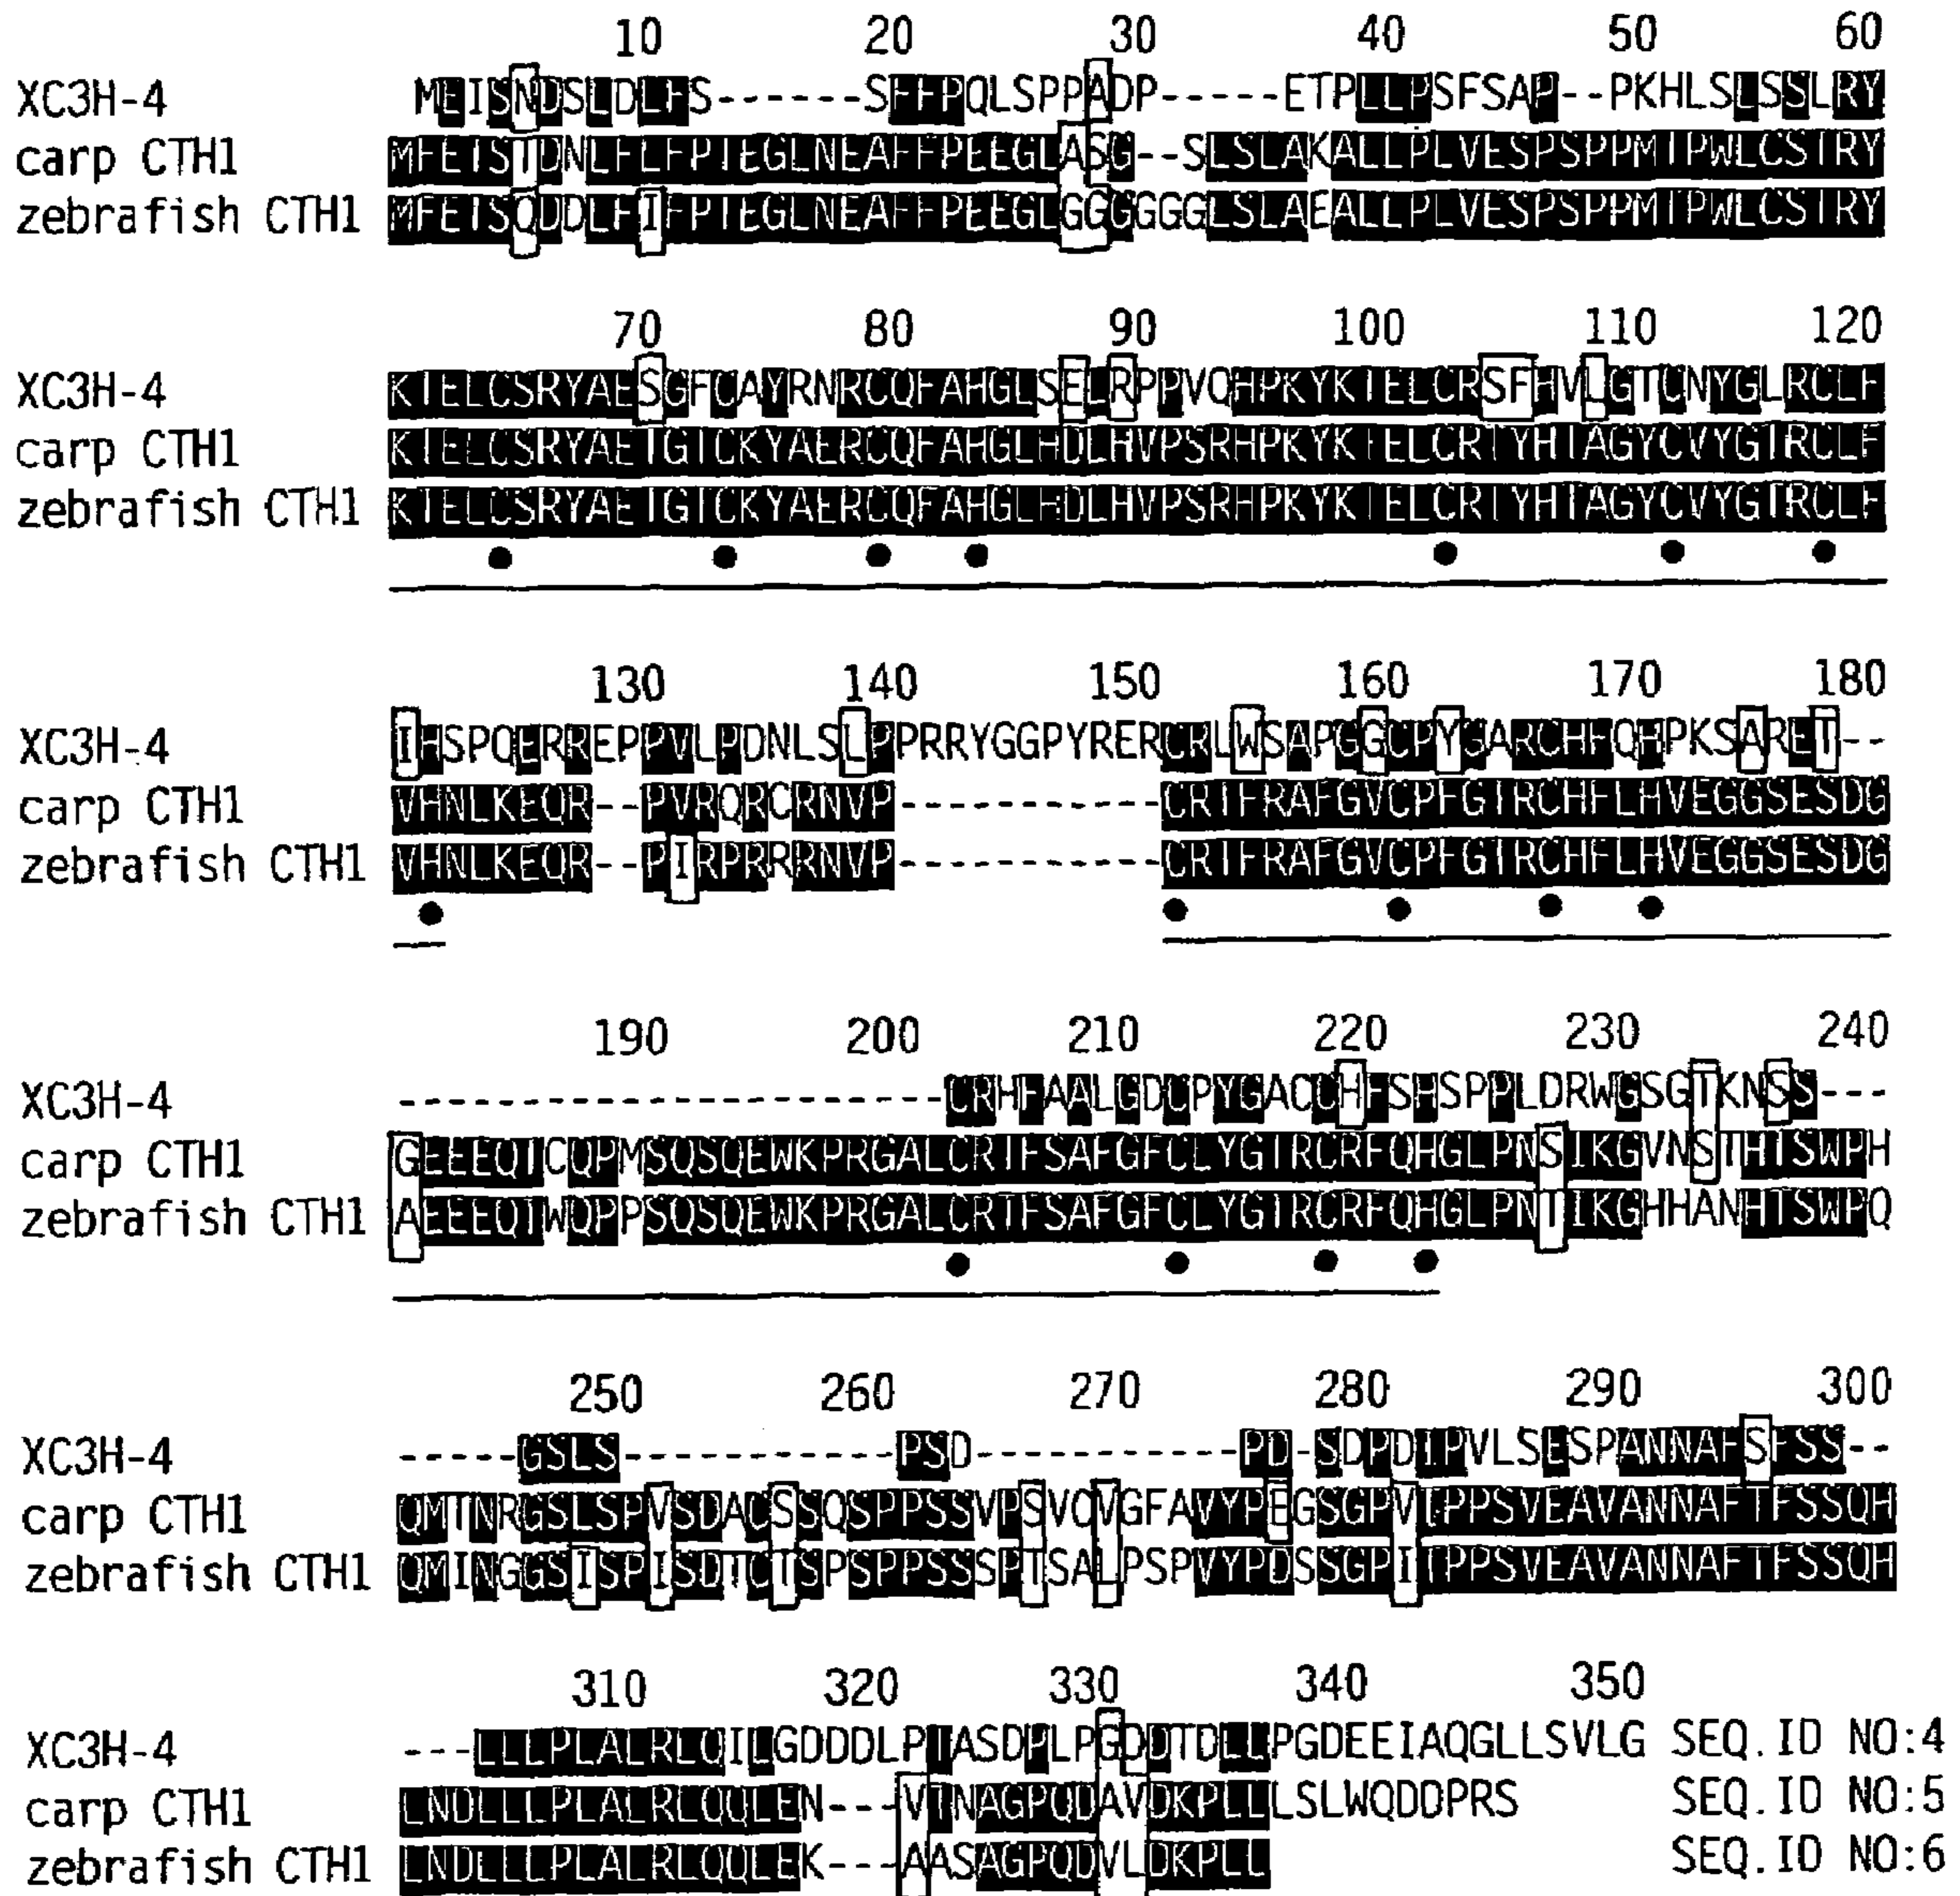 10 20 30 40 50 60
XC3H-4 MEISNDSLDLFS------SFFPQLSPPADP-----ETPLLPSFSAP--PKHLSLSSLRY
carp CTH1 MFETSTDNLFLFPTEGLNEAFFPEEGLASG--SLSLAKALLPLVESPSPPMTPWLCSTRY
zebrafish CTH1 MFETSQDDLFIFPTEGLNEAFFPEEGLGGGGGGLSLAEALLPLVESPSPPMTPWLCSTRY
70 80 90 100 110 120
XC3H-4 KTELCSRYAESGFCAYRNRCQFAHGLSELRPPVQHPKYKTELCRSFHVLGTCNYGLRCLF
carp CTH1 KTELCSRYAETGTCKYAERCQFAHGLHDLHVPSRHPKYKTELCRTYHTAGYCVYGTRCLF
zebrafish CTH1 KTELCSRYAETGTCKYAERCQFAHGLHDLHVPSRHPKYKTELCRTYHTAGYCVYGTRCLF
130 140 150 160 170 180
XC3H-4 IHSPQERREPPVLPDNLSLPPRRYGGPYRERCRLWSAPGGCPYGARCHFQHPKSARET--
carp CTH1 VHNLKEQR--PVRQRCRNVP-----------CRTFRAFGVCPFGTRCHFLHVEGGSESDG
zebrafish CTH1 VHNLKEQR--PIRPRRRNVP-----------CRTFRAFGVCPFGTRCHFLHVEGGSESDG
190 200 210 220 230 240
XC3H-4 ----------------------CRHFAALGDCPYGACCHFSHSPPLDRWGSGTKNSS---
carp CTH1 GEEEQTCQPMSQSQEWKPRGALCRTFSAFGFCLYGTRCRFQHGLPNSIKGVNSTHTSWPH
zebrafish CTH1 AEEEQTWQPPSQSQEWKPRGALCRTFSAFGFCLYGTRCRFQHGLPNTIKGHHANHTSWPQ
250 260 270 280 290 300
XC3H-4 -----GSLS-----------PSD-----------PD-SDPDIPVLSESPANNAFSFSS--
carp CTH1 QMTNRGSLSPVSDACSSQSPPSSVPSVQVGFAVYPEGSGPVTPPSVEAVANNAFTFSSQH
zebrafish CTH1 QMINGGSISPISDTCTSPSPPSSSPTSALPSPVYPDSSGPITPPSVEAVANNAFTFSSQH
310 320 330 340 350
XC3H-4 ---LLLPLALRLQILGDDDLPTASDPLPGDDTDLLPGDEEIAQGLLSVLG SEQ.ID NO:4
carp CTH1 LNDLLLPLALRLQQLEN---VTNAGPQDAVDKPLLLSLWQDDPRS SEQ.ID NO:5
zebrafish CTH1 LNDLLLPLALRLQQLEK---AASAGPQDVLDKPLL SEQ.ID NO:6